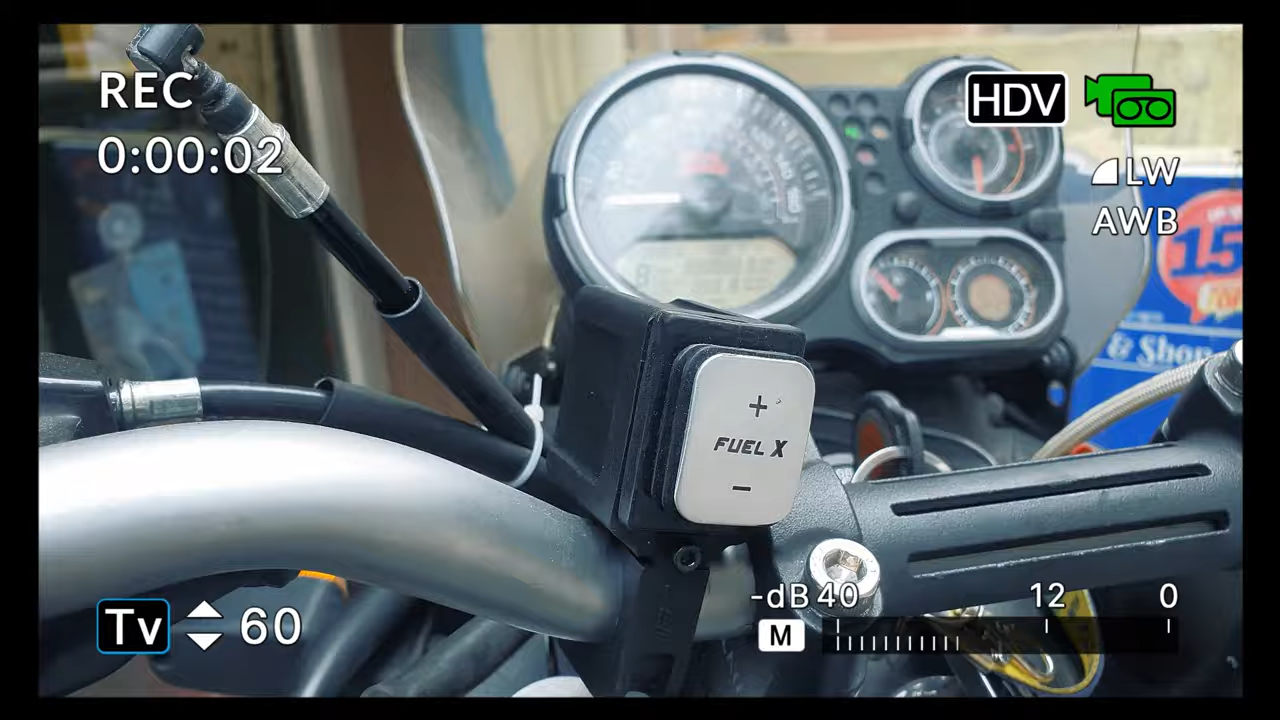 REC
0:00:02
HDV
LW
AWB
15
& Shop
+
FUEL X
-
Tv 60
-dB 40 12 0
M